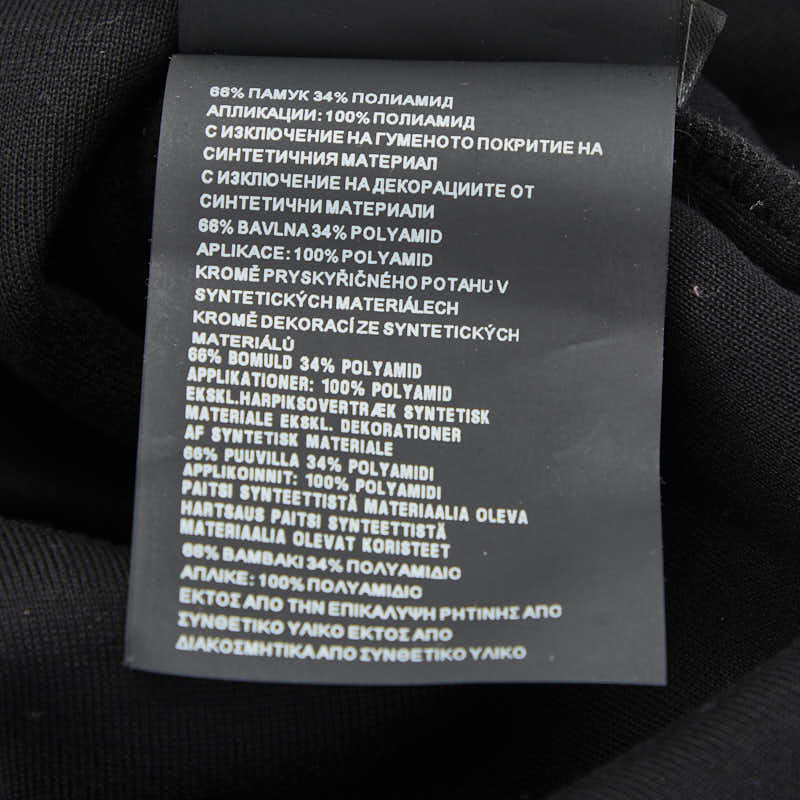 66% ПАМУК 34% ПОЛИАМИД
АПЛИКАЦИИ: 100% ПОЛИАМИД
С ИЗКЛЮЧЕНИЕ НА ГУМЕНОТО ПОКРИТИЕ НА
СИНТЕТИЧНИЯ МАТЕРИАЛ
С ИЗКЛЮЧЕНИЕ НА ДЕКОРАЦИИТЕ ОТ
СИНТЕТИЧНИ МАТЕРИАЛИ
66% BAVLNA 34% POLYAMID
APLIKACE: 100% POLYAMID
KROMĚ PRYSKYŘIČNÉHO POTAHU V
SYNTETICKÝCH MATERIÁLECH
KROMĚ DEKORACÍ ZE SYNTETICKÝCH
MATERIÁLŮ
66% BOMULD 34% POLYAMID
APPLIKATIONER: 100% POLYAMID
EKSKL.HARPIKSOVERTRÆK SYNTETISK
MATERIALE EKSKL. DEKORATIONER
AF SYNTETISK MATERIALE
66% PUUVILLA 34% POLYAMIDI
APPLIKOINNIT: 100% POLYAMIDI
PAITSI SYNTEETTISTÄ MATERIAALIA OLEVA
HARTSAUS PAITSI SYNTEETTISTÄ
MATERIAALIA OLEVAT KORISTEET
66% ΒΑΜΒΑΚΙ 34% ΠΟΛΥΑΜΙΔΙΟ
ΑΠΛΙΚΕ: 100% ΠΟΛΥΑΜΙΔΙΟ
ΕΚΤΟΣ ΑΠΟ ΤΗΝ ΕΠΙΚΑΛΥΨΗ ΡΗΤΙΝΗΣ ΑΠΟ
ΣΥΝΘΕΤΙΚΟ ΥΛΙΚΟ ΕΚΤΟΣ ΑΠΟ
ΔΙΑΚΟΣΜΗΤΙΚΑ ΑΠΟ ΣΥΝΘΕΤΙΚΟ ΥΛΙΚΟ